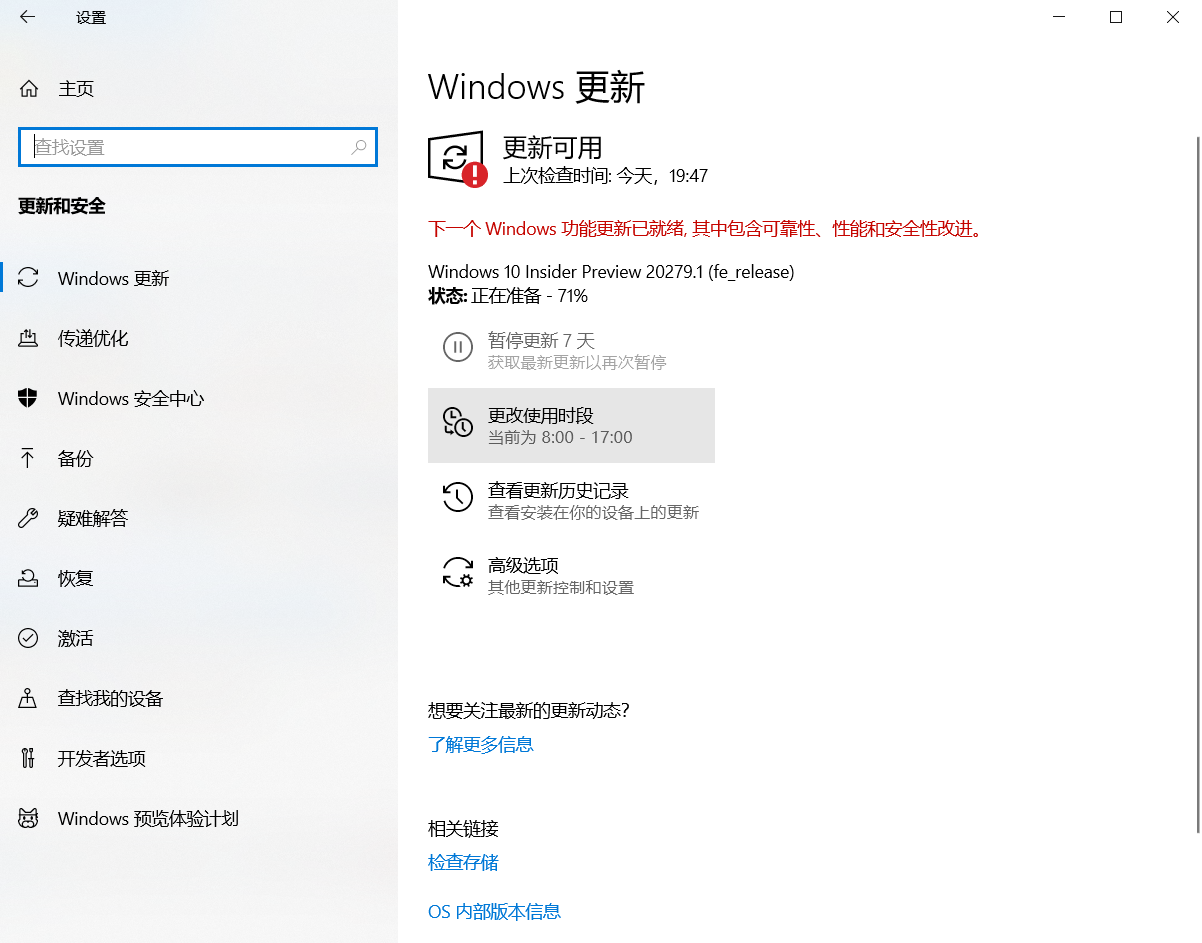 设置
主页
查找设置
更新和安全
Windows 更新
传递优化
Windows 安全中心
备份
疑难解答
恢复
激活
查找我的设备
开发者选项
Windows 预览体验计划
Windows 更新
更新可用
上次检查时间: 今天，19:47
下一个 Windows 功能更新已就绪, 其中包含可靠性、性能和安全性改进。
Windows 10 Insider Preview 20279.1 (fe_release)
状态: 正在准备 - 71%
暂停更新 7 天
获取最新更新以再次暂停
更改使用时段
当前为 8:00 - 17:00
查看更新历史记录
查看安装在你的设备上的更新
高级选项
其他更新控制和设置
想要关注最新的更新动态?
了解更多信息
相关链接
检查存储
OS 内部版本信息